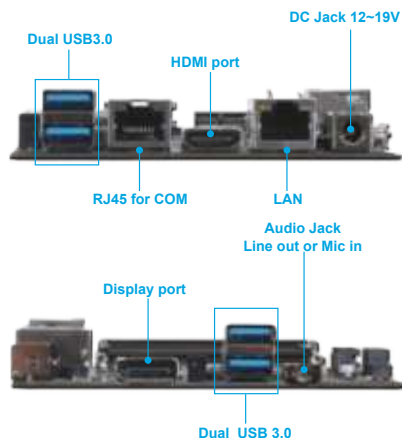 DC Jack 12~19V
Dual USB3.0
HDMI port
RJ45 for COM
LAN
Audio Jack
Line out or Mic in
Display port
Dual USB 3.0